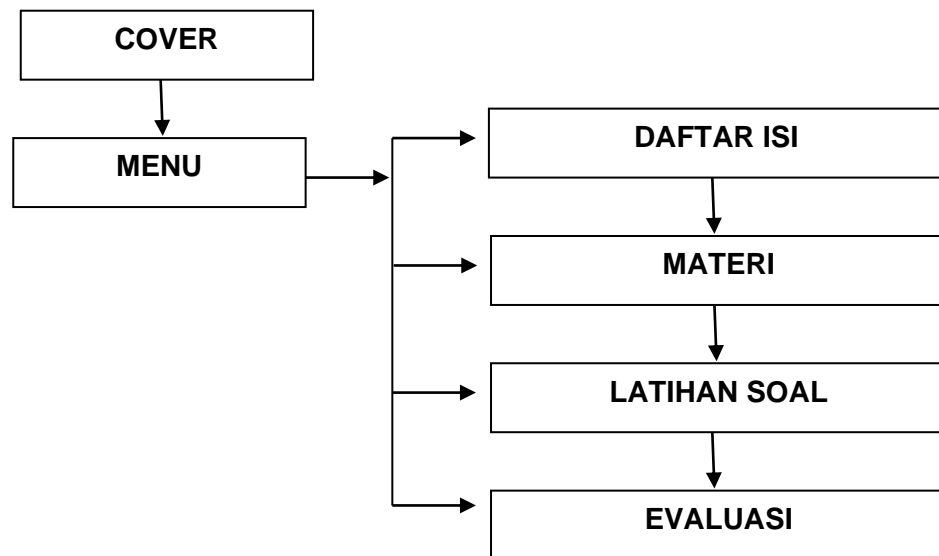 COVER
MENU
DAFTAR ISI
MATERI
LATIHAN SOAL
EVALUASI